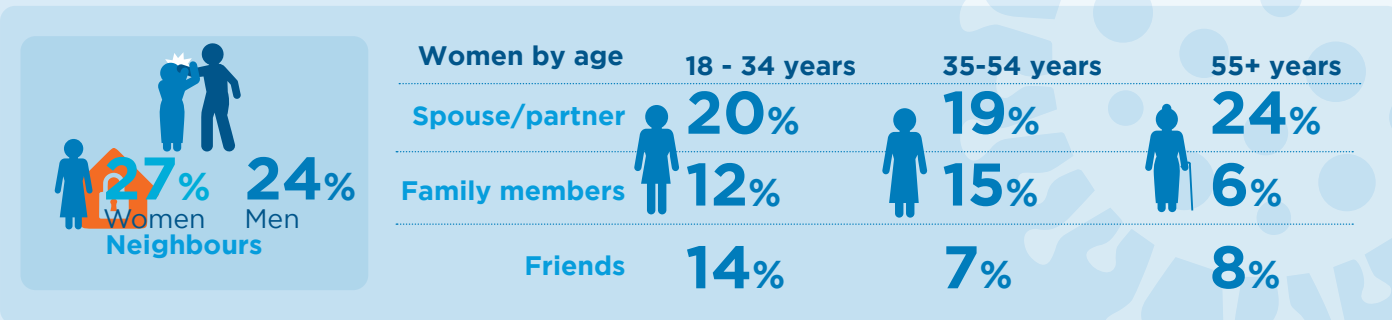 27% 24%
Women Men
Neighbours
Women by age 18 - 34 years 35-54 years 55+ years
Spouse/partner 20% 19% 24%
Family members 12% 15% 6%
Friends 14% 7% 8%